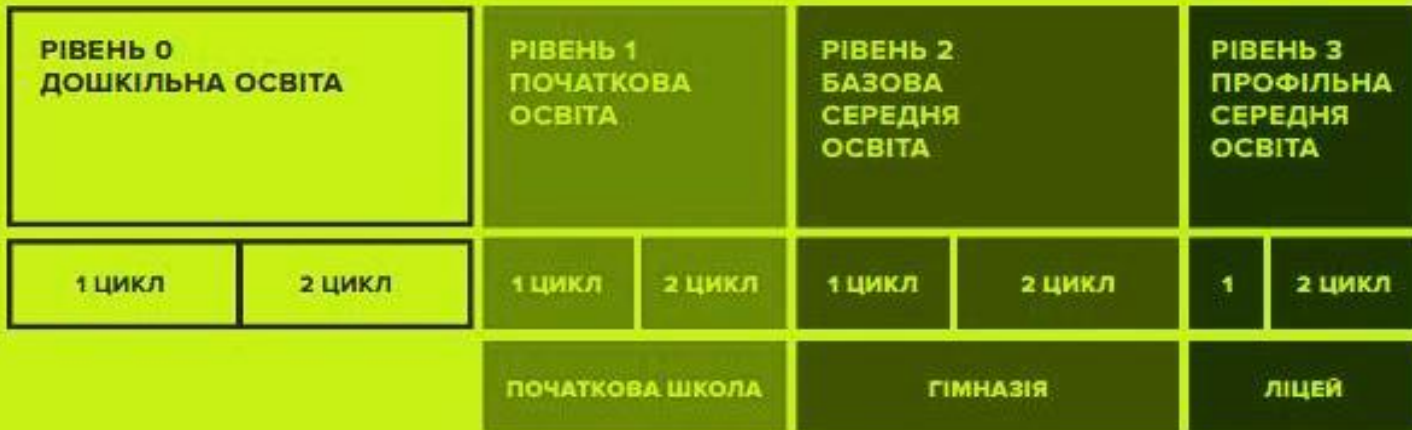 РІВЕНЬ 0
ДОШКІЛЬНА ОСВІТА
РІВЕНЬ 1
ПОЧАТКОВА
ОСВІТА
РІВЕНЬ 2
БАЗОВА
СЕРЕДНЯ
ОСВІТА
РІВЕНЬ 3
ПРОФІЛЬНА
СЕРЕДНЯ
ОСВІТА
1 ЦИКЛ
2 ЦИКЛ
1 ЦИКЛ
2 ЦИКЛ
1 ЦИКЛ
2 ЦИКЛ
1
2 ЦИКЛ
ПОЧАТКОВА ШКОЛА
ГІМНАЗІЯ
ЛІЦЕЙ